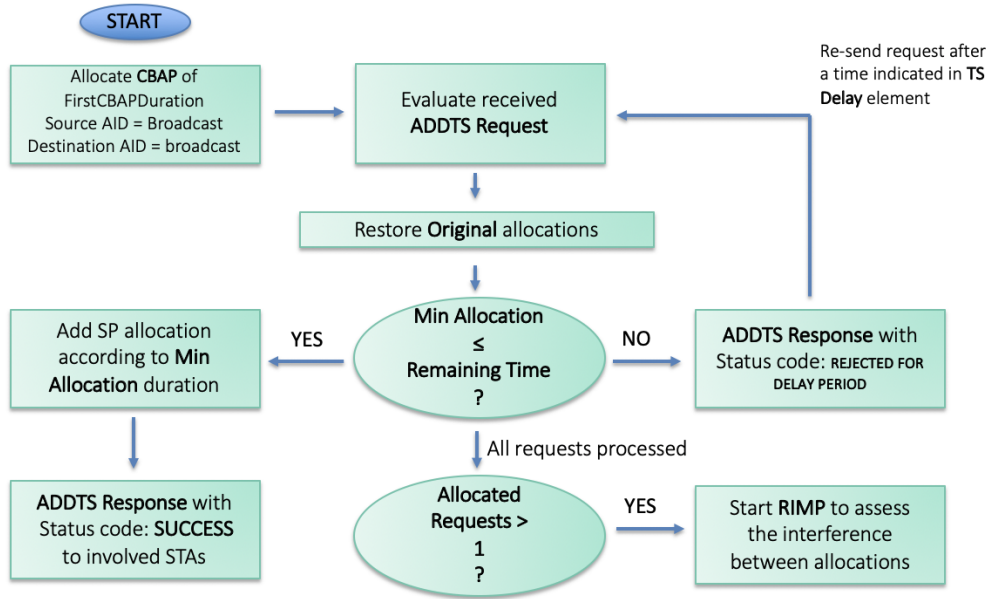 START
Allocate CBAP of
FirstCBAPDuration
Source AID = Broadcast
Destination AID = broadcast
Evaluate received
ADDTS Request
Re-send request after
a time indicated in TS
Delay element
Restore Original allocations
Min Allocation
≤
Remaining Time
?
YES
NO
Add SP allocation
according to Min
Allocation duration
ADDTS Response with
Status code: REJECTED FOR
DELAY PERIOD
All requests processed
ADDTS Response with
Status code: SUCCESS
to involved STAs
Allocated
Requests >
1
?
YES
Start RIMP to assess
the interference
between allocations